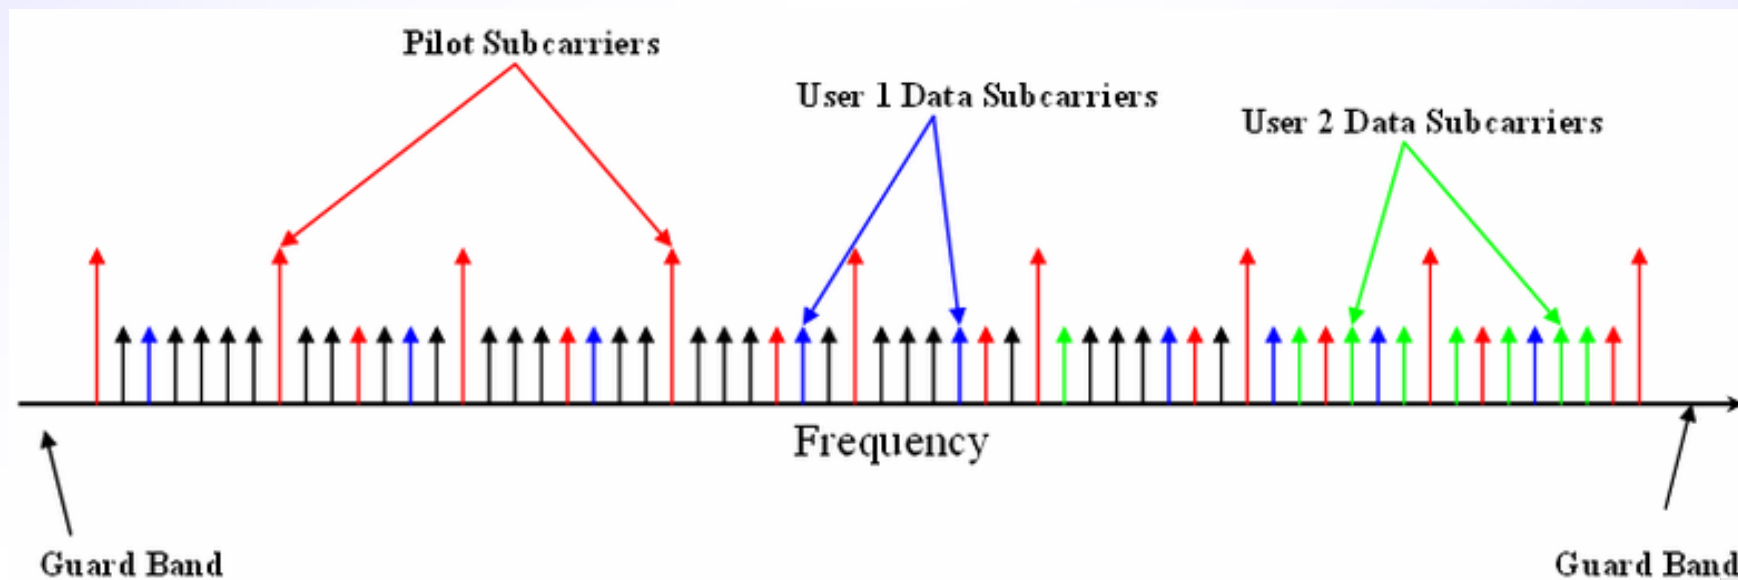 Pilot Subcarriers
User 1 Data Subcarriers
User 2 Data Subcarriers
Frequency
Guard Band
Guard Band